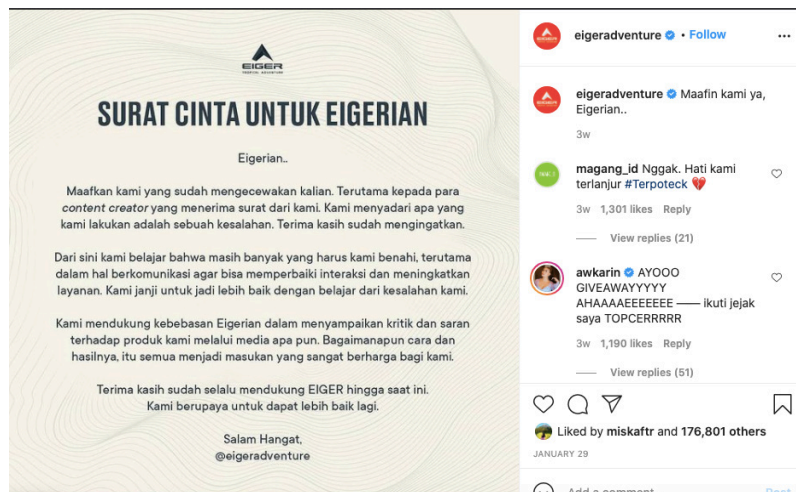 EIGER
TROPICAL ADVENTURE
SURAT CINTA UNTUK EIGERIAN
Eigerian..
Maafkan kami yang sudah mengecewakan kalian. Terutama kepada para
content creator yang menerima surat dari kami. Kami menyadari apa yang
kami lakukan adalah sebuah kesalahan. Terima kasih sudah mengingatkan.
Dari sini kami belajar bahwa masih banyak yang harus kami benahi, terutama
dalam hal berkomunikasi agar bisa memperbaiki interaksi dan meningkatkan
layanan. Kami janji untuk jadi lebih baik dengan belajar dari kesalahan kami.
Kami mendukung kebebasan Eigerian dalam menyampaikan kritik dan saran
terhadap produk kami melalui media apa pun. Bagaimanapun cara dan
hasilnya, itu semua menjadi masukan yang sangat berharga bagi kami.
Terima kasih sudah selalu mendukung EIGER hingga saat ini.
Kami berupaya untuk dapat lebih baik lagi.
Salam Hangat,
@eigeradventure
eigeradventure • Follow
eigeradventure Maafin kami ya,
Eigerian..
3w
magang_id Nggak. Hati kami
terlanjur #Terpoteck 💔
3w 1,301 likes Reply
View replies (21)
awkarin AYOOO
GIVEAWAYYYYY
AHAAAAEEEEEEE —— ikuti jejak
saya TOPCERRRRR
3w 1,190 likes Reply
View replies (51)
Liked by miskaftr and 176,801 others
JANUARY 29
Add a comment... Post